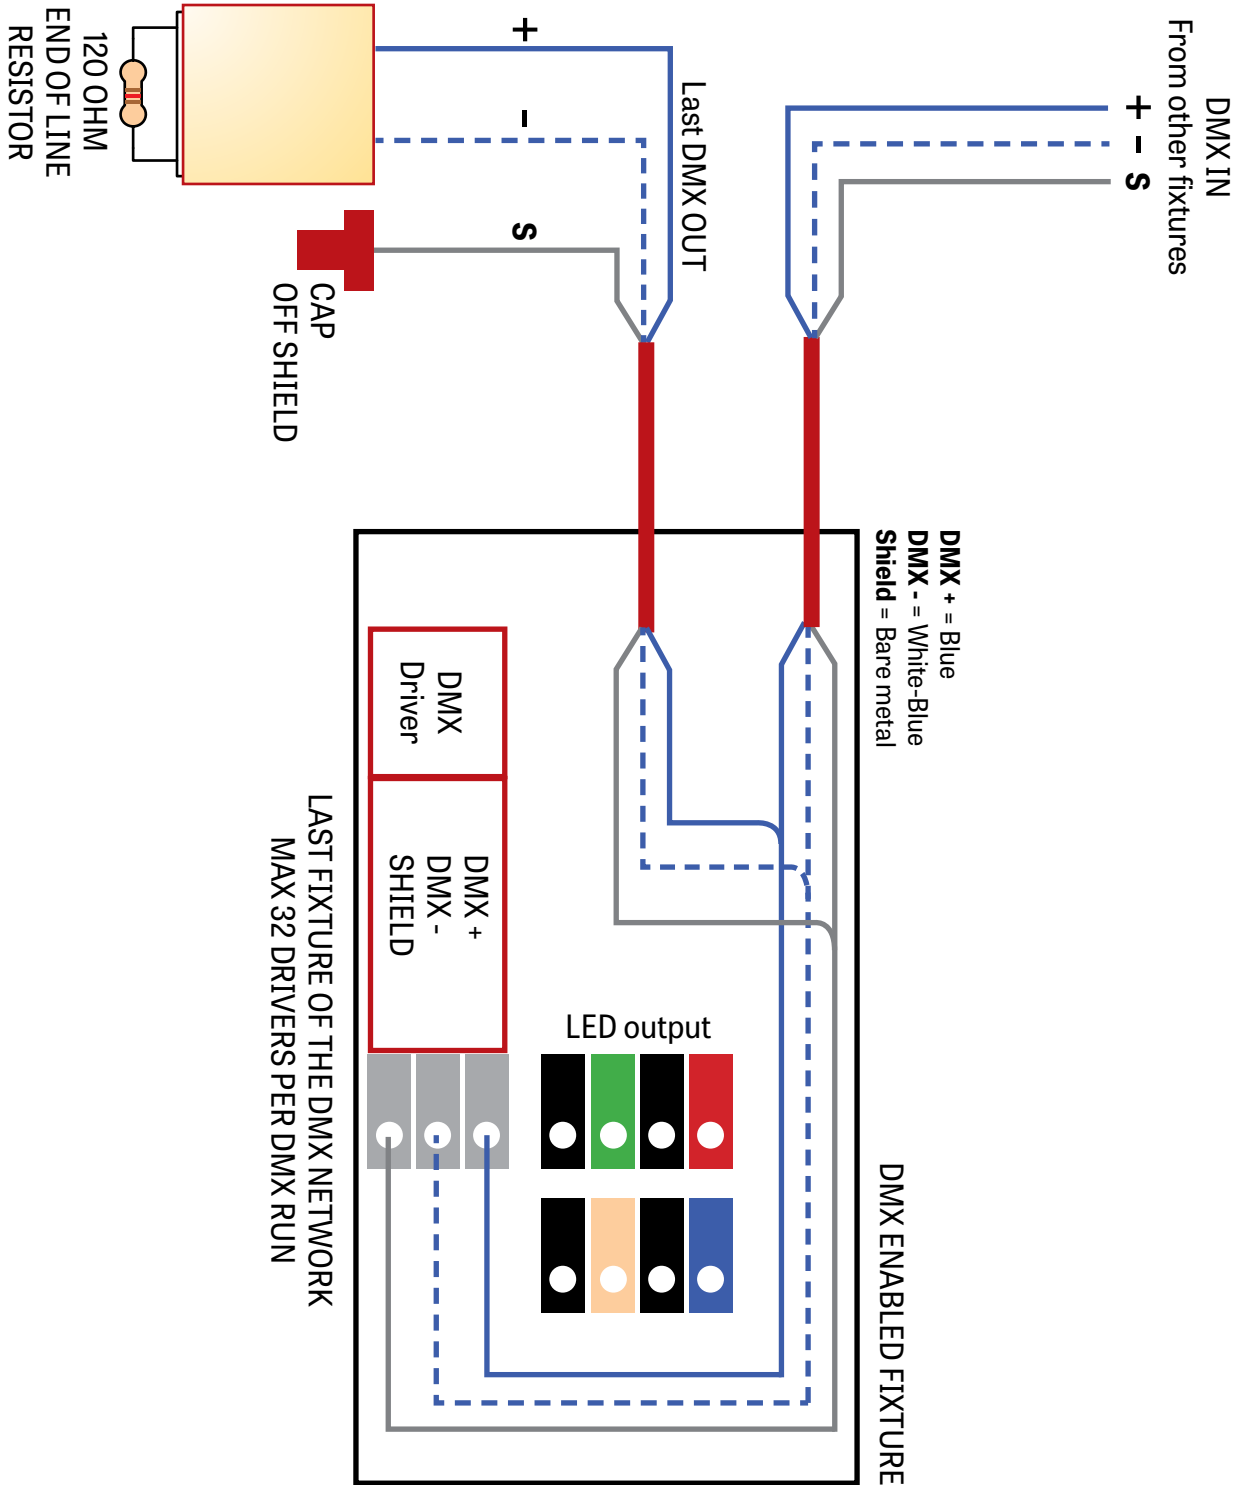 DMX IN
From other fixtures
+
-
S
Last DMX OUT
+
-
S
120 OHM
END OF LINE
RESISTOR
CAP
OFF SHIELD
DMX + = Blue
DMX - = White-Blue
Shield = Bare metal
DMX ENABLED FIXTURE
DMX
Driver
DMX +
DMX -
SHIELD
LED output
LAST FIXTURE OF THE DMX NETWORK
MAX 32 DRIVERS PER DMX RUN